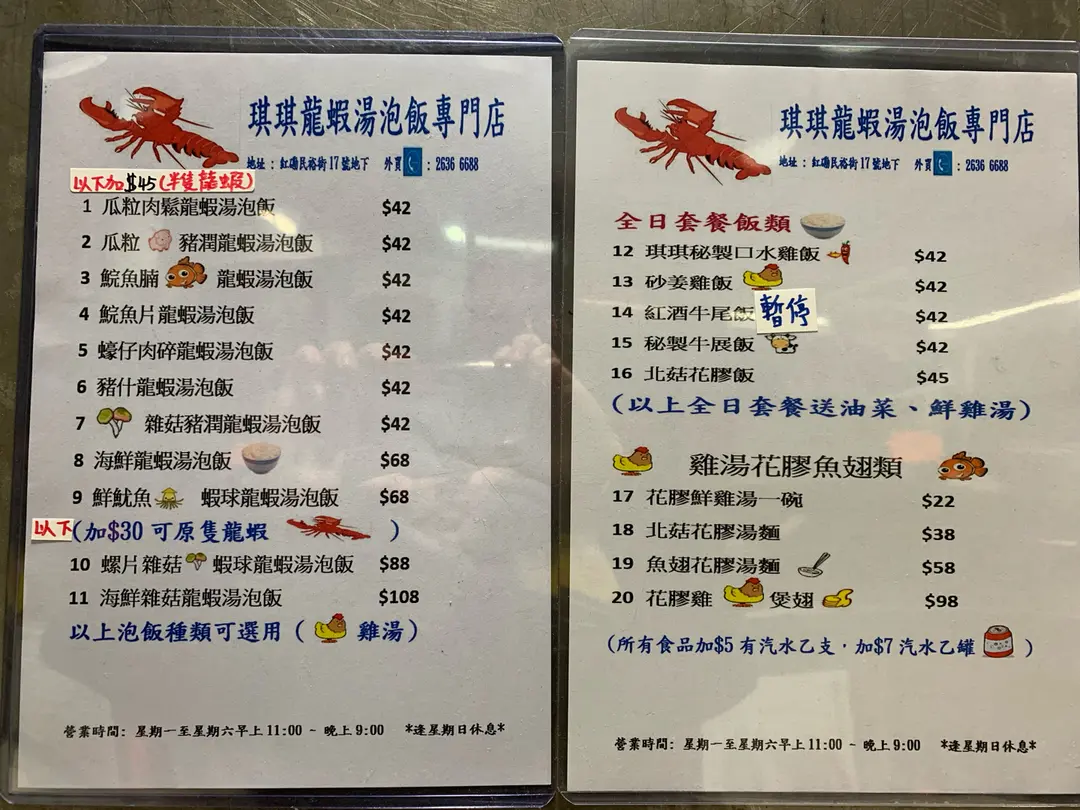 琪琪龍蝦湯泡飯專門店
地址：紅磡民裕街17號地下 外賣：2636 6688
以下加$45(半隻龍蝦)
1 瓜粒肉鬆龍蝦湯泡飯 $42
2 瓜粒 豬潤龍蝦湯泡飯 $42
3 鯇魚腩 龍蝦湯泡飯 $42
4 鯇魚片龍蝦湯泡飯 $42
5 蠔仔肉碎龍蝦湯泡飯 $42
6 豬什龍蝦湯泡飯 $42
7 雜菇豬潤龍蝦湯泡飯 $42
8 海鮮龍蝦湯泡飯 $68
9 鮮魷魚 蝦球龍蝦湯泡飯 $68
以下(加$30可原隻龍蝦 )
10 螺片雜菇 蝦球龍蝦湯泡飯 $88
11 海鮮雜菇龍蝦湯泡飯 $108
以上泡飯種類可選用（ 雞湯）
營業時間: 星期一至星期六早上11:00 ~ 晚上9:00 *逢星期日休息*
琪琪龍蝦湯泡飯專門店
地址：紅磡民裕街17號地下 外賣：2636 6688
全日套餐飯類
12 琪琪秘製口水雞飯 $42
13 砂姜雞飯 $42
14 紅酒牛尾飯 暫停 $42
15 秘製牛展飯 $42
16 北菇花膠飯 $45
（以上全日套餐送油菜、鮮雞湯）
雞湯花膠魚翅類
17 花膠鮮雞湯一碗 $22
18 北菇花膠湯麵 $38
19 魚翅花膠湯麵 $58
20 花膠雞 煲翅 $98
（所有食品加$5有汽水乙支，加$7汽水乙罐 ）
營業時間: 星期一至星期六早上11:00 ~ 晚上9:00 *逢星期日休息*